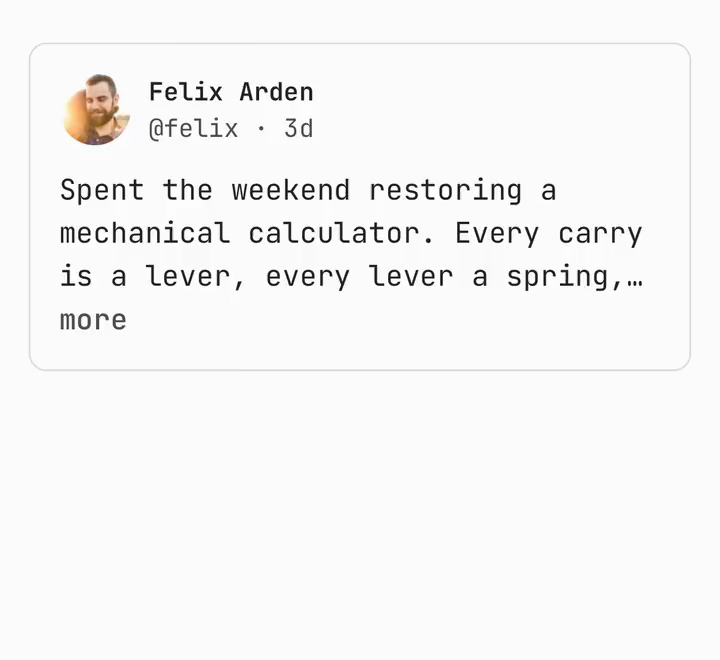 Felix Arden
@felix · 3d
Spent the weekend restoring a
mechanical calculator. Every carry
is a lever, every lever a spring,…
more